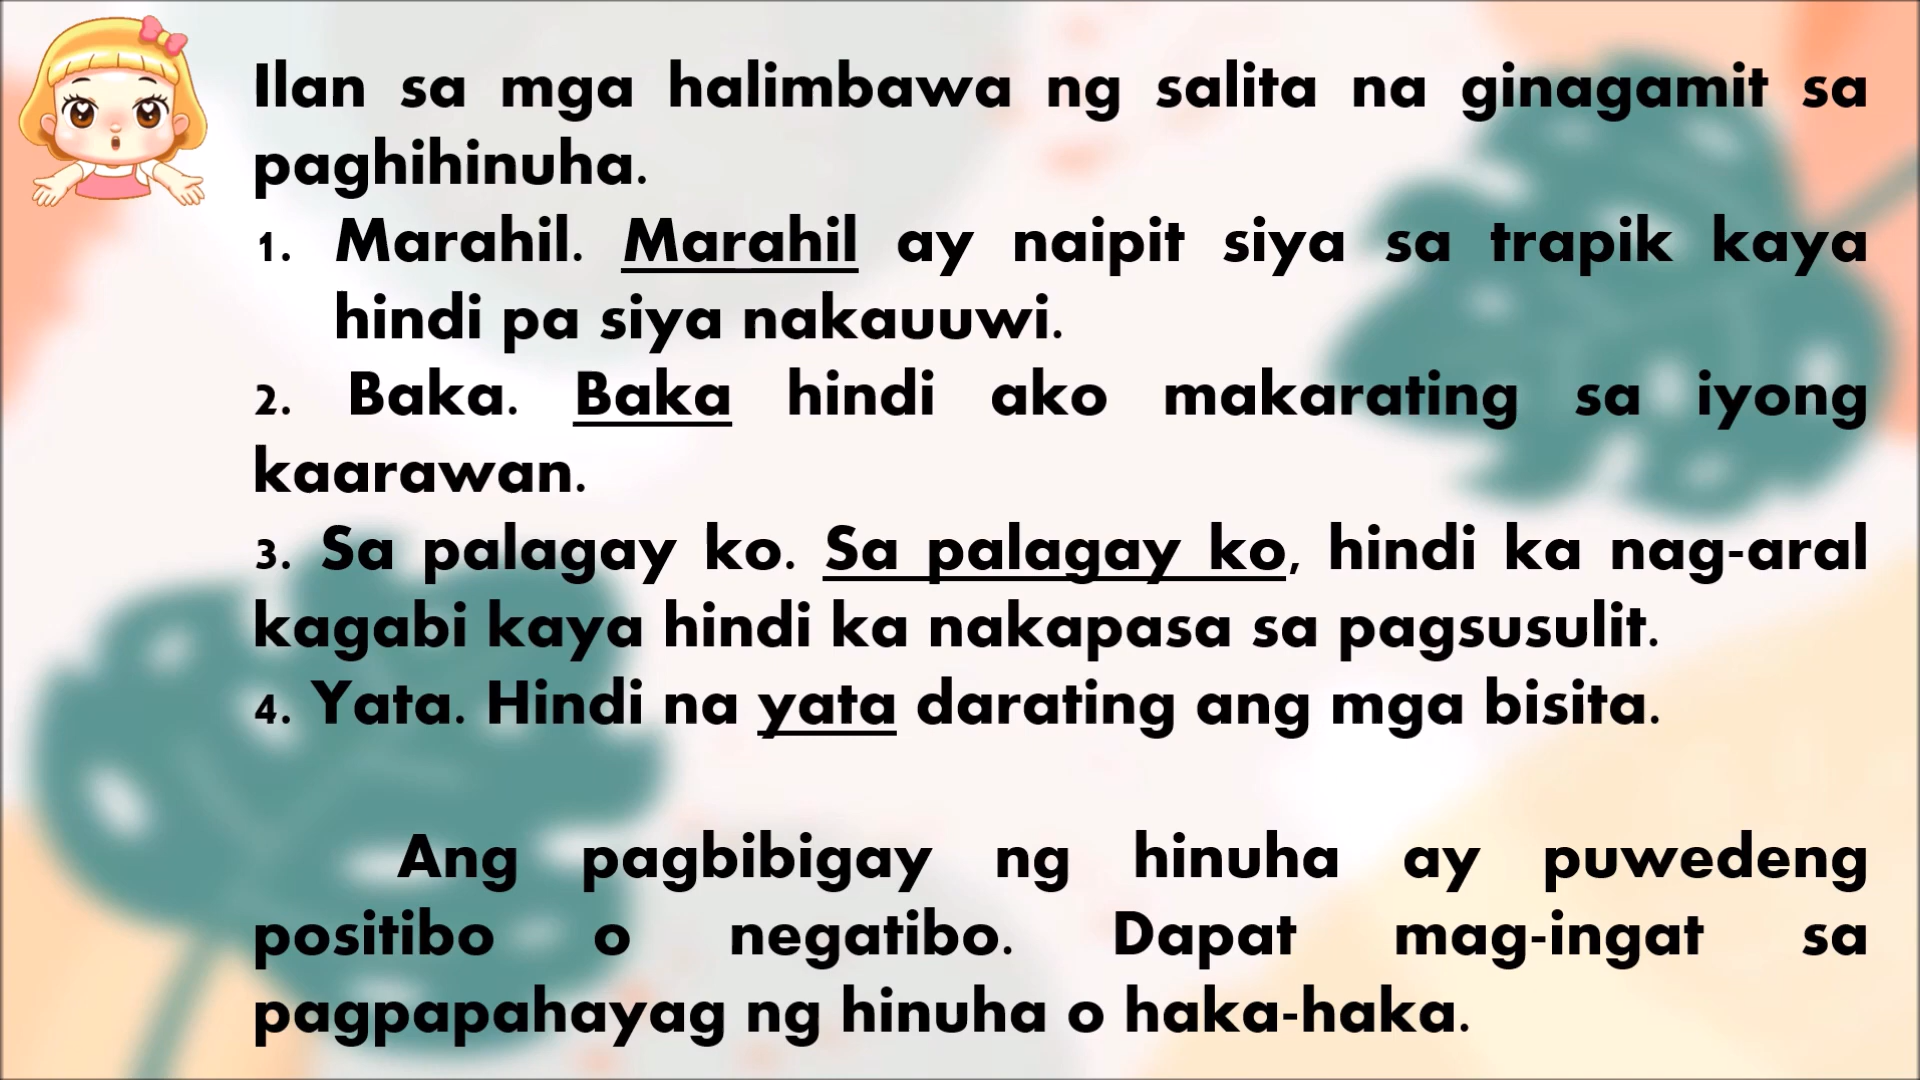 Ilan sa mga halimbawa ng salita na ginagamit sa
paghihinuha.
1. Marahil. Marahil ay naipit siya sa trapik kaya
hindi pa siya nakauuwi.
2. Baka. Baka hindi ako makarating sa iyong
kaarawan.
3. Sa palagay ko. Sa palagay ko, hindi ka nag-aral
kagabi kaya hindi ka nakapasa sa pagsusulit.
4. Yata. Hindi na yata darating ang mga bisita.
Ang pagbibigay ng hinuha ay puwedeng
positibo o negatibo. Dapat mag-ingat sa
pagpapahayag ng hinuha o haka-haka.